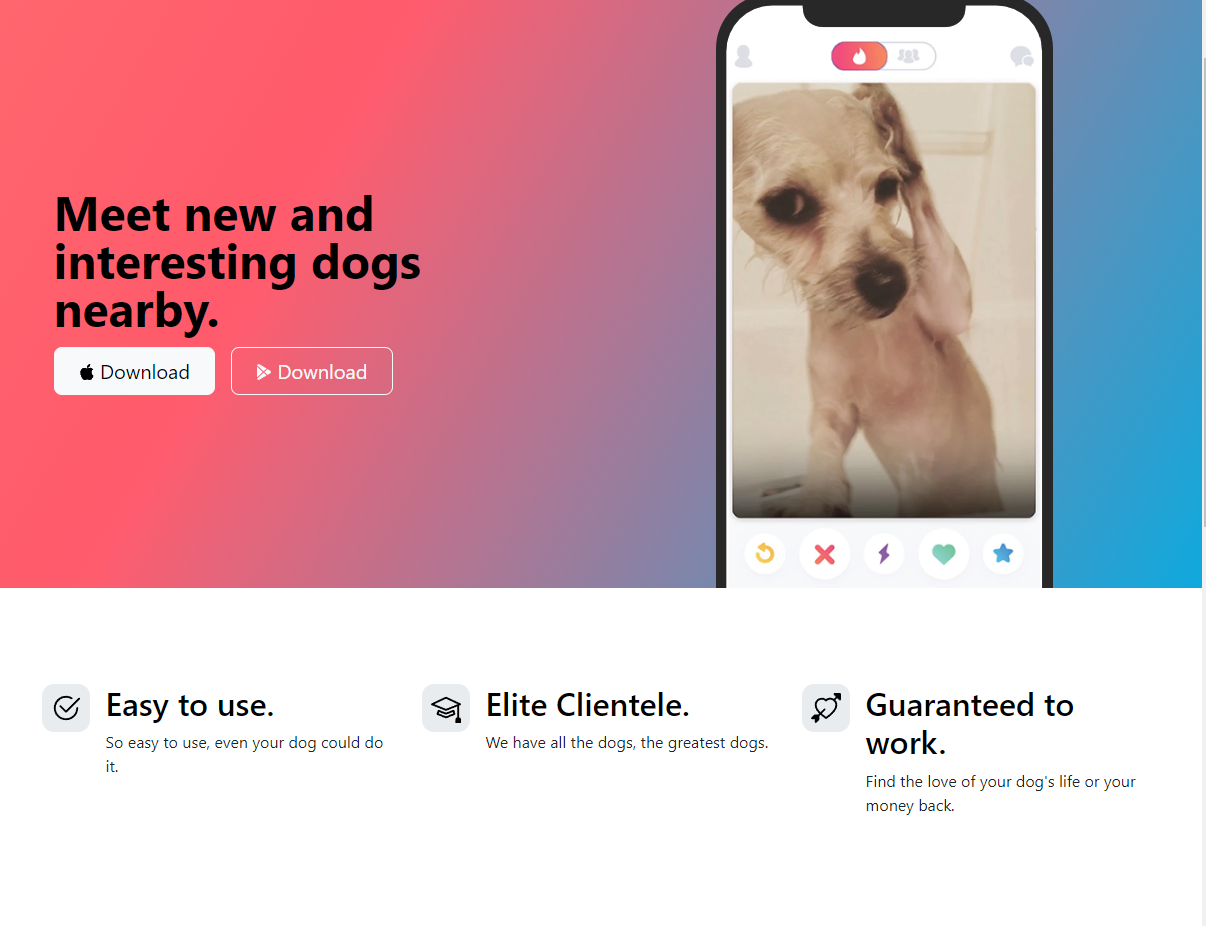 Meet new and
interesting dogs
nearby.
Download
Download
Easy to use.
So easy to use, even your dog could do
it.
Elite Clientele.
We have all the dogs, the greatest dogs.
Guaranteed to
work.
Find the love of your dog's life or your
money back.